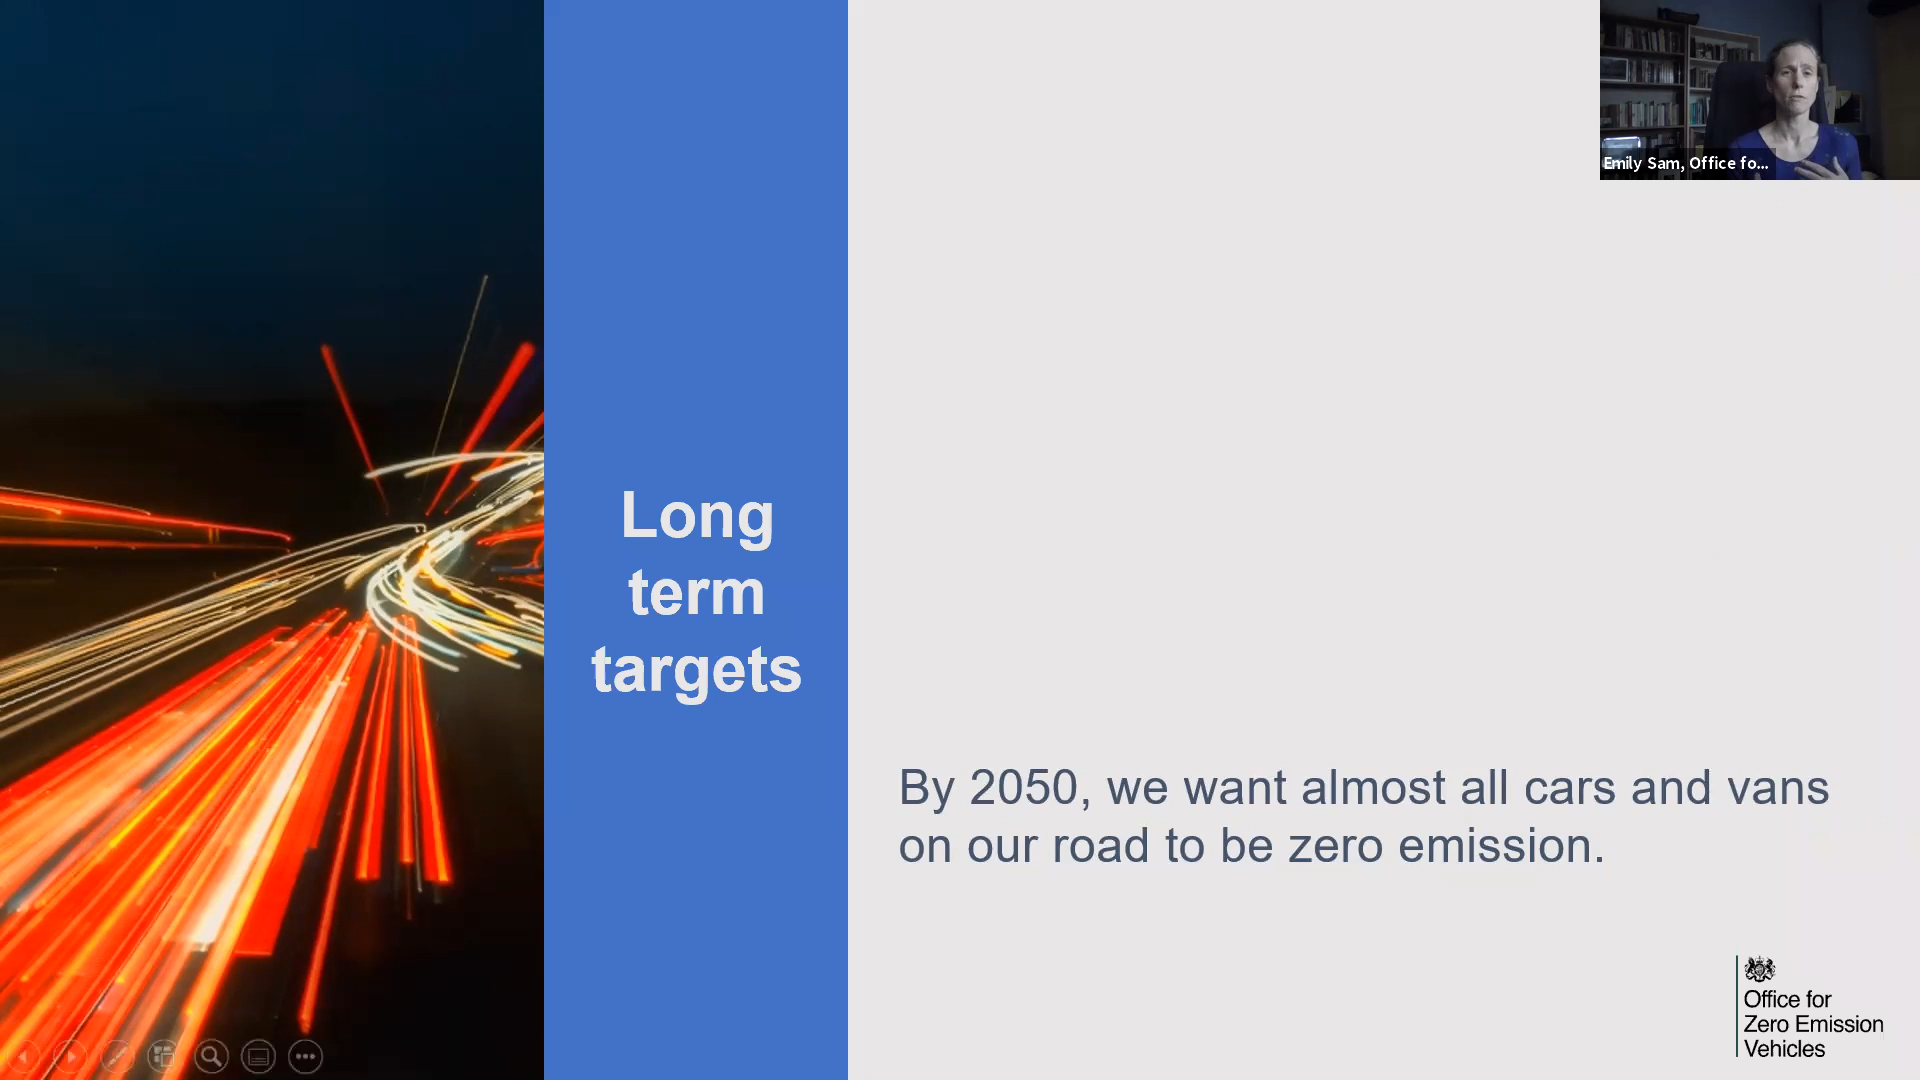 Emily Sam, Office fo...
Long
term
targets
By 2050, we want almost all cars and vans
on our road to be zero emission.
Office for
Zero Emission
Vehicles